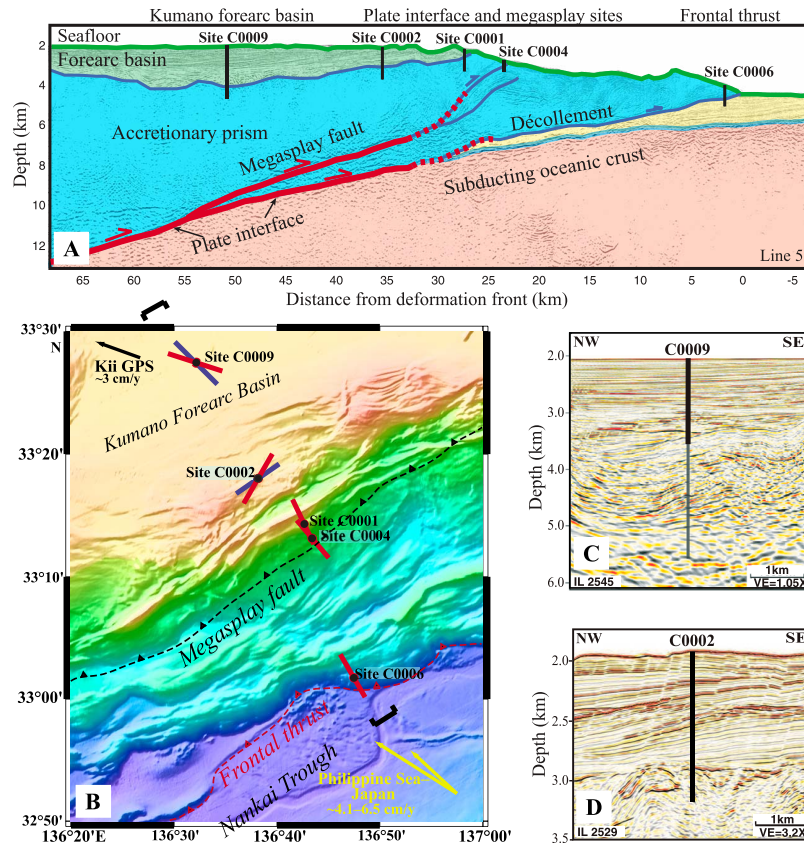 Kumano forearc basin Plate interface and megasplay sites Frontal thrust
Seafloor
Site C0009 Site C0002 Site C0001
Site C0004
Forearc basin
Site C0006
Accretionary prism
Megasplay fault
Décollement
Subducting oceanic crust
Plate interface
A
Line 5
Depth (km)
2
4
6
8
10
12
65 60 55 50 45 40 35 30 25 20 15 10 5 0 -5
Distance from deformation front (km)
33°30'
N
Kii GPS
~3 cm/y
Site C0009
Kumano Forearc Basin
33°20'
Site C0002
Site C0001
Site C0004
33°10'
Megasplay fault
Site C0006
33°00'
Frontal thrust
Nankai Trough
Philippine Sea-
Japan
~4.1–6.5 cm/y
B
32°50'
136°20'E 136°30' 136°40' 136°50' 137°00'
NW SE
C0009
2.0
3.0
4.0
5.0
6.0
Depth (km)
C
1km
IL 2545 VE=1.05X
NW SE
C0002
2.0
2.5
3.0
3.5
Depth (km)
D
1km
IL 2529 VE=3.2X